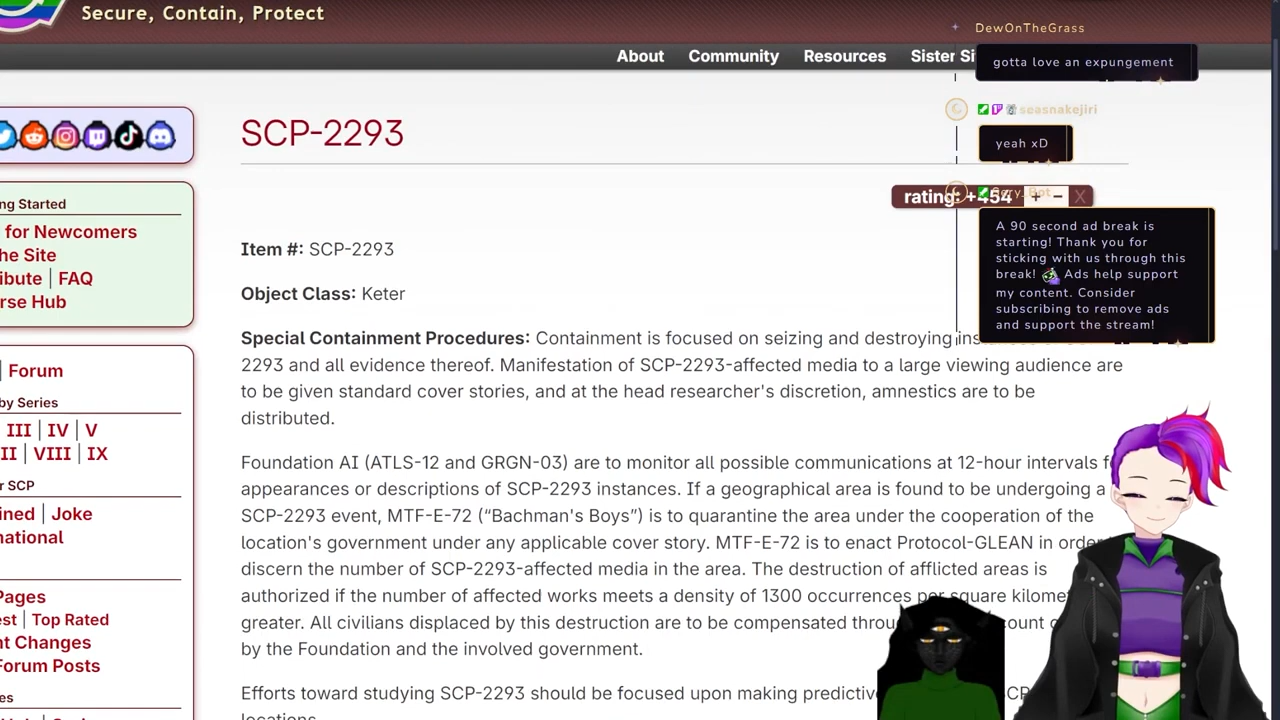 Secure, Contain, Protect
About Community Resources Sister Si
DewOnTheGrass
gotta love an expungement
seasnakejiri
yeah xD
A 90 second ad break is
starting! Thank you for
sticking with us through this
break! Ads help support
my content. Consider
subscribing to remove ads
and support the stream!
ng Started
for Newcomers
he Site
ibute | FAQ
rse Hub
| Forum
by Series
III | IV | V
II | VIII | IX
r SCP
ined | Joke
national
Pages
est | Top Rated
nt Changes
Forum Posts
es
SCP-2293
rating: +454 + − X
Item #: SCP-2293
Object Class: Keter
Special Containment Procedures: Containment is focused on seizing and destroying
2293 and all evidence thereof. Manifestation of SCP-2293-affected media to a large viewing audience are
to be given standard cover stories, and at the head researcher's discretion, amnestics are to be
distributed.
Foundation AI (ATLS-12 and GRGN-03) are to monitor all possible communications at 12-hour intervals f
appearances or descriptions of SCP-2293 instances. If a geographical area is found to be undergoing a
SCP-2293 event, MTF-E-72 (“Bachman's Boys”) is to quarantine the area under the cooperation of the
location's government under any applicable cover story. MTF-E-72 is to enact Protocol-GLEAN in order
discern the number of SCP-2293-affected media in the area. The destruction of afflicted areas is
authorized if the number of affected works meets a density of 1300 occurrences per square kilome
greater. All civilians displaced by this destruction are to be compensated throu
by the Foundation and the involved government.
Efforts toward studying SCP-2293 should be focused upon making predictive
locations.